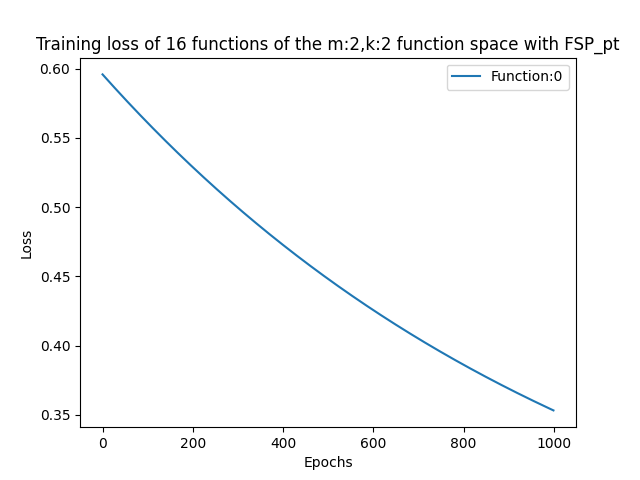 Training loss of 16 functions of the m:2,k:2 function space with FSP_pt
Function:0
0.60
0.55
0.50
0.45
0.40
0.35
Loss
0 200 400 600 800 1000
Epochs